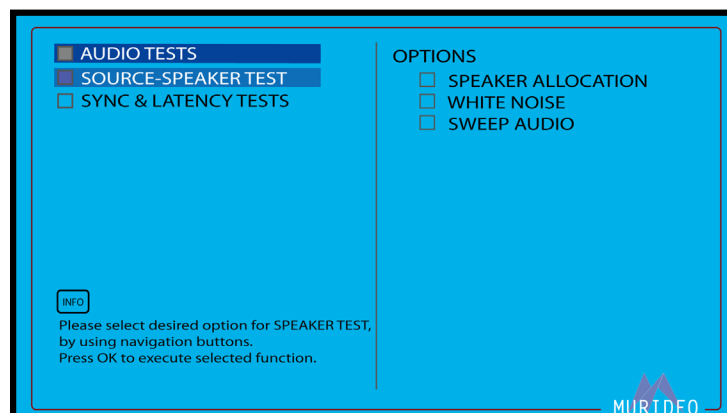 AUDIO TESTS
SOURCE-SPEAKER TEST
SYNC & LATENCY TESTS
OPTIONS
SPEAKER ALLOCATION
WHITE NOISE
SWEEP AUDIO
INFO
Please select desired option for SPEAKER TEST,
by using navigation buttons.
Press OK to execute selected function.
MURIDEO